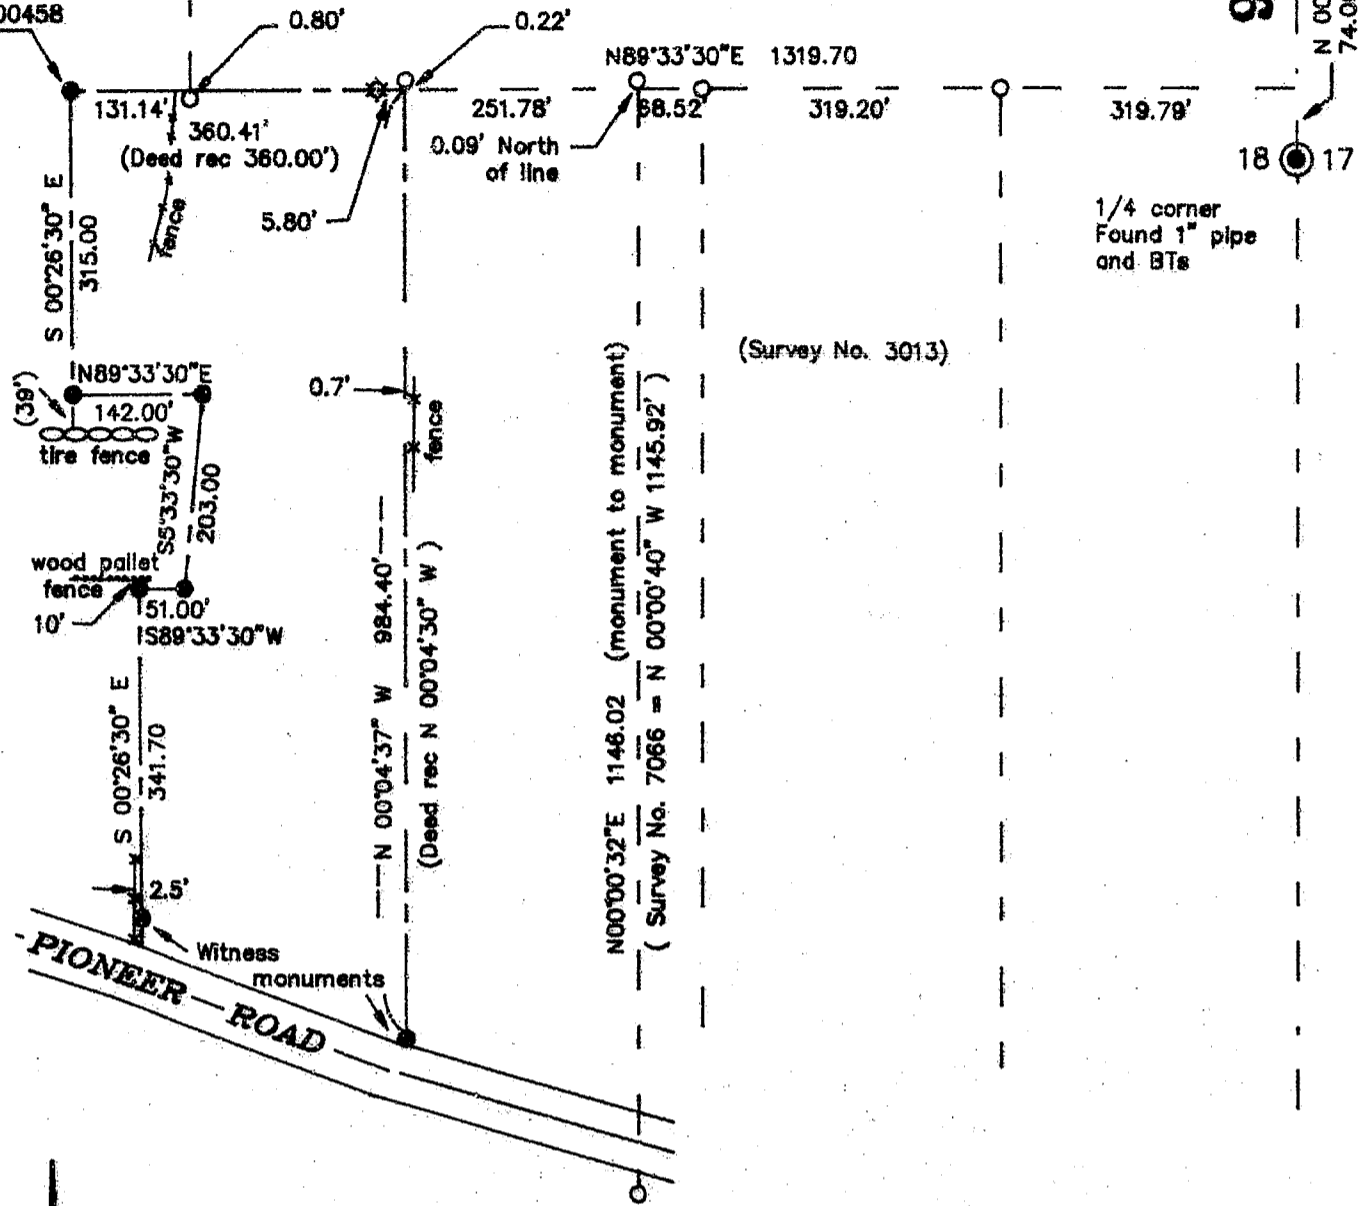 00458
0.80'
0.22'
N89°33'30"E 1319.70
N 00
74.0
9
131.14'
360.41'
(Deed rec 360.00')
251.78'
68.52'
319.20'
319.79'
0.09' North
of line
5.80'
fence
18
17
1/4 corner
Found 1" pipe
and BTs
S 00°26'30" E
315.00
(Survey No. 3013)
N89°33'30"E
142.00'
(39')
tire fence
S5°33'30"W
203.00
0.7'
fence
wood pallet
fence
10'
51.00'
S89°33'30"W
S 00°26'30" E
341.70
N 00°04'37" W 984.40'
(Deed rec N 00°04'30" W )
N00°00'32"E 1146.02 (monument to monument)
( Survey No. 7066 = N 00°00'40" W 1145.92' )
2.5'
Witness
monuments
PIONEER ROAD